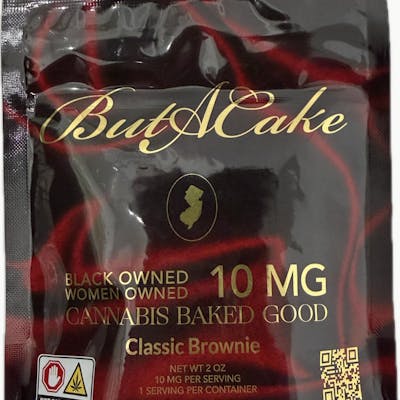 ButACake
BLACK OWNED
WOMEN OWNED
10 MG
CANNABIS BAKED GOOD
Classic Brownie
NET WT 2 OZ
10 MG PER SERVING
1 SERVING PER CONTAINER